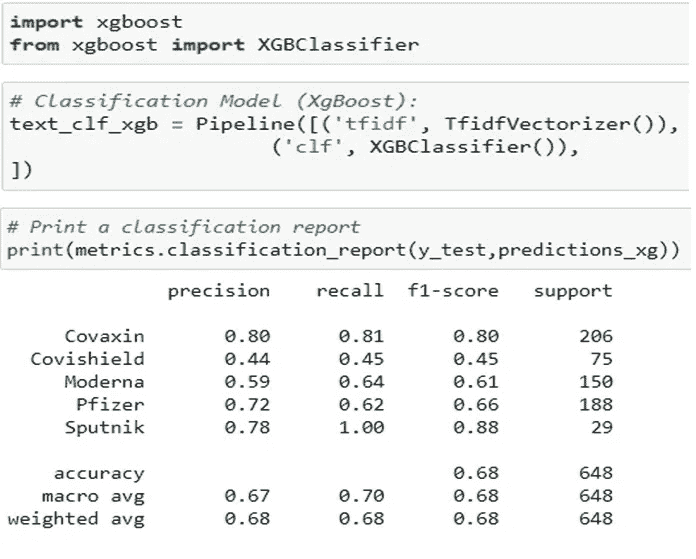 import xgboost
from xgboost import XGBClassifier
# Classification Model (XgBoost):
text_clf_xgb = Pipeline([('tfidf', TfidfVectorizer()),
('clf', XGBClassifier()),
])
# Print a classification report
print(metrics.classification_report(y_test,predictions_xg))
precision recall f1-score support
Covaxin 0.80 0.81 0.80 206
Covishield 0.44 0.45 0.45 75
Moderna 0.59 0.64 0.61 150
Pfizer 0.72 0.62 0.66 188
Sputnik 0.78 1.00 0.88 29
accuracy 0.68 648
macro avg 0.67 0.70 0.68 648
weighted avg 0.68 0.68 0.68 648